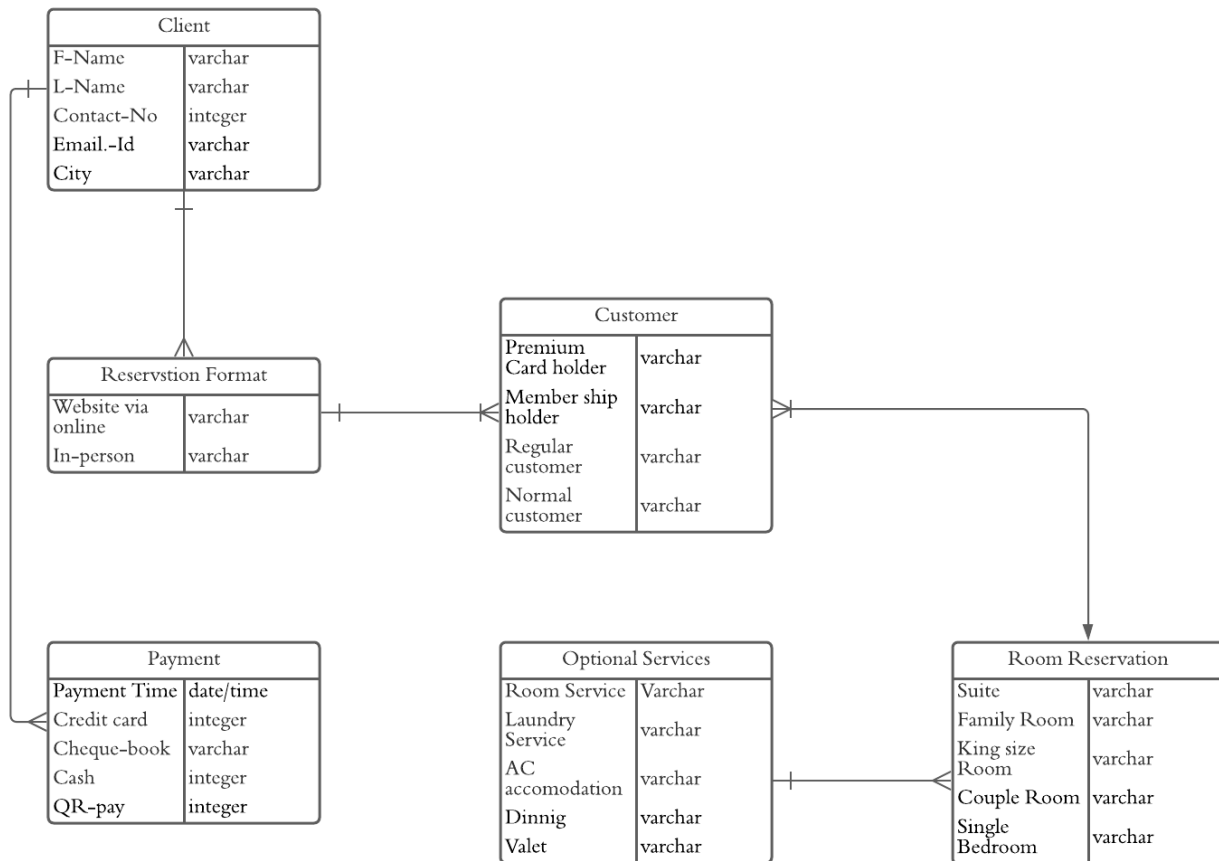 Client
F-Name varchar
L-Name varchar
Contact-No integer
Email.-Id varchar
City varchar
Reservstion Format
Website via
online varchar
In-person varchar
Customer
Premium
Card holder varchar
Member ship
holder varchar
Regular
customer varchar
Normal
customer varchar
Payment
Payment Time date/time
Credit card integer
Cheque-book varchar
Cash integer
QR-pay integer
Optional Services
Room Service Varchar
Laundry
Service varchar
AC
accomodation varchar
Dinnig varchar
Valet varchar
Room Reservation
Suite varchar
Family Room varchar
King size
Room varchar
Couple Room varchar
Single
Bedroom varchar